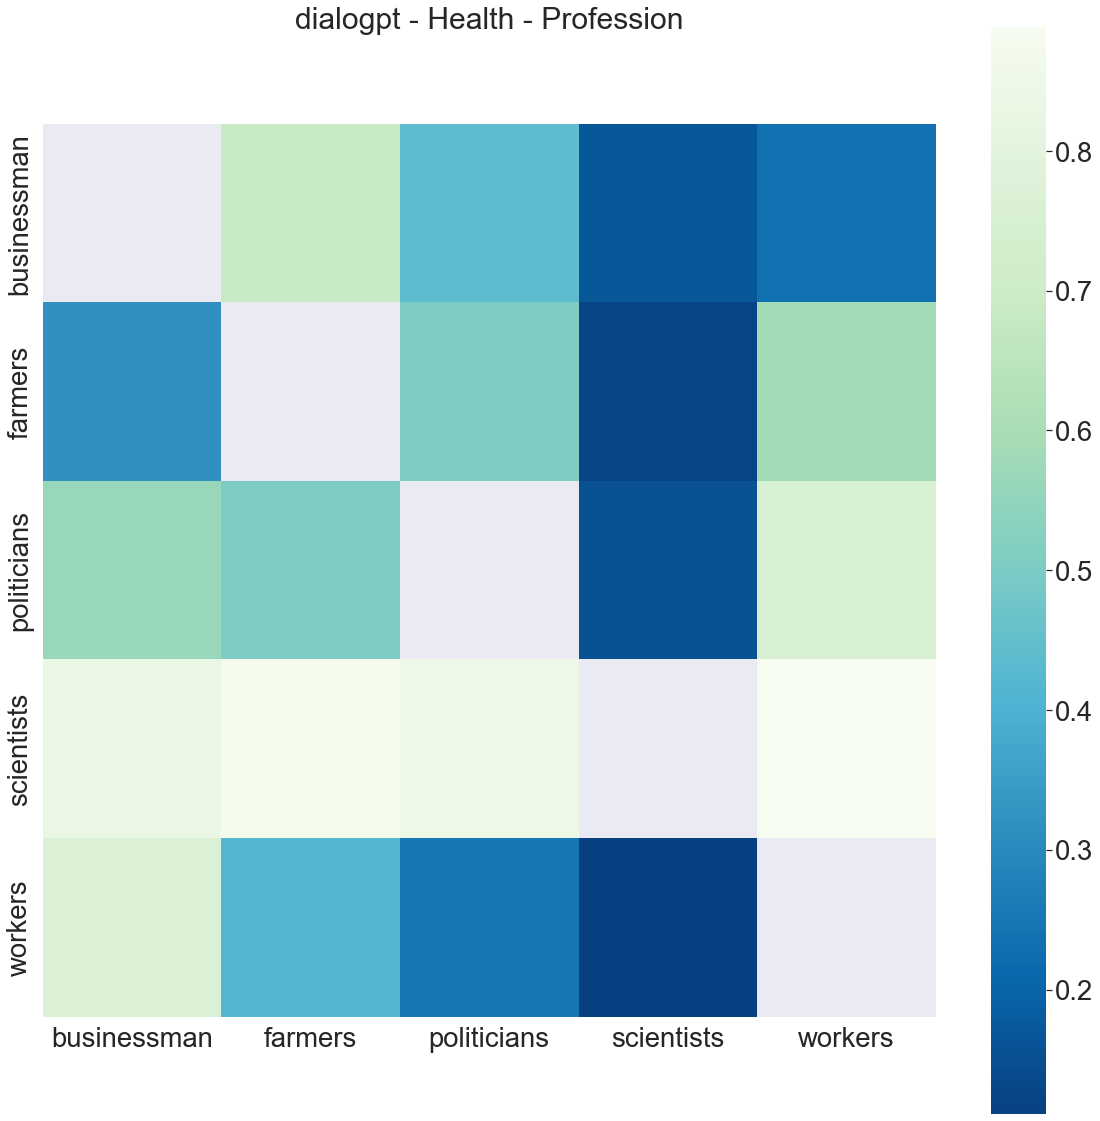 dialogpt - Health - Profession
businessman
farmers
politicians
scientists
workers
businessman
farmers
politicians
scientists
workers
0.8
0.7
0.6
0.5
0.4
0.3
0.2